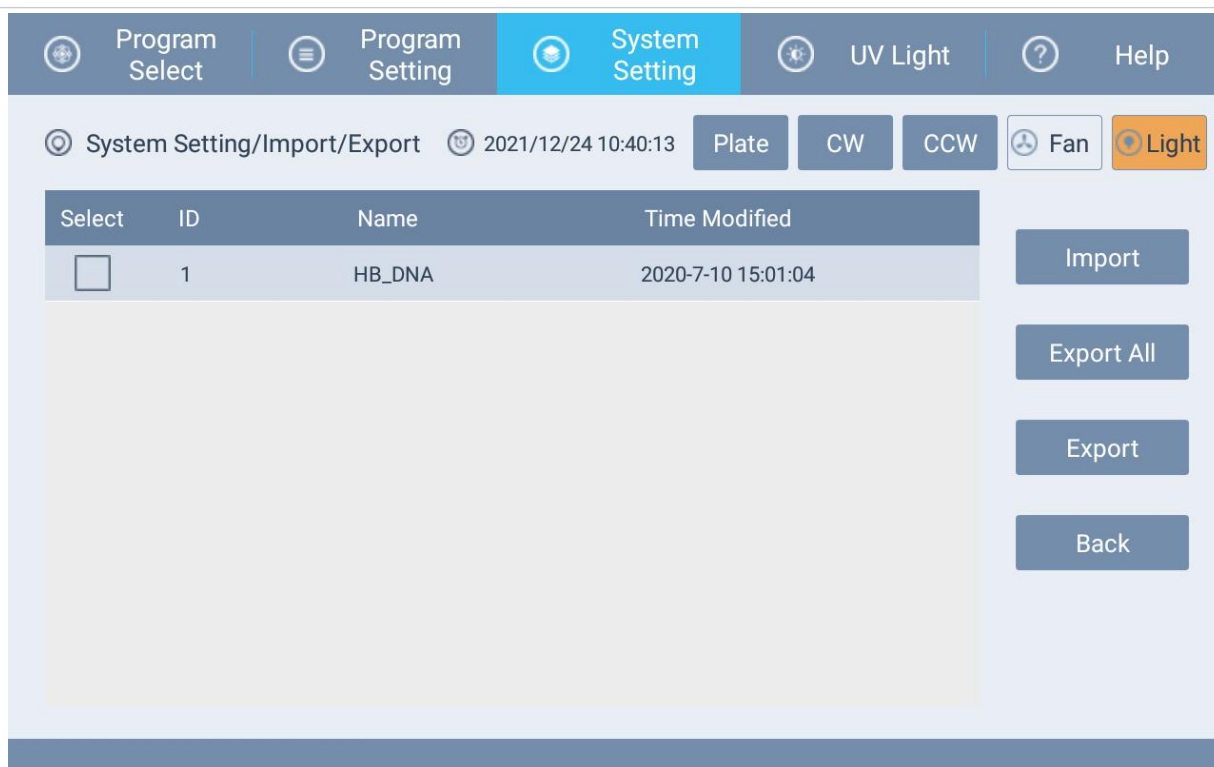 Program Select
Program Setting
System Setting
UV Light
Help
System Setting/Import/Export
2021/12/24 10:40:13
Plate
CW
CCW
Fan
Light
Select ID Name Time Modified
1 HB_DNA 2020-7-10 15:01:04
Import
Export All
Export
Back